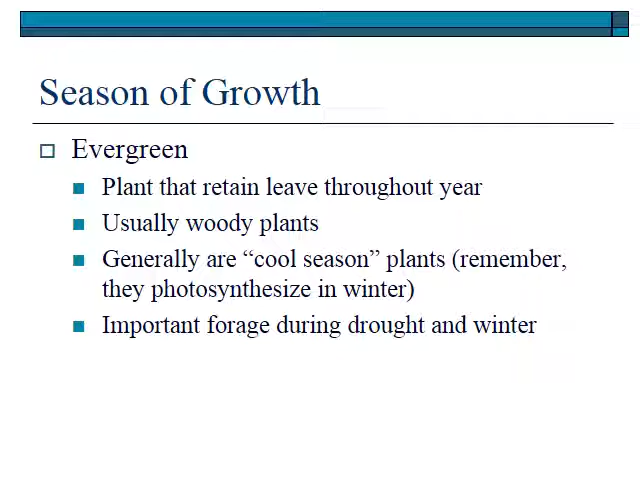 Season of Growth
Evergreen
Plant that retain leave throughout year
Usually woody plants
Generally are “cool season” plants (remember,
they photosynthesize in winter)
Important forage during drought and winter